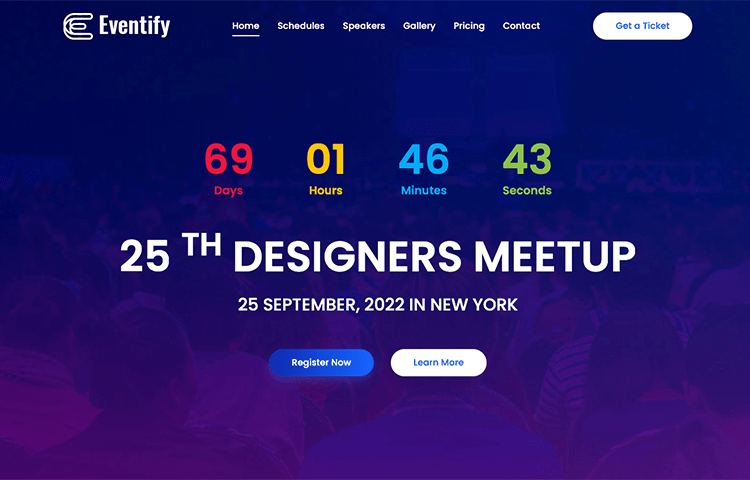 Eventify Home Schedules Speakers Gallery Pricing Contact Get a Ticket
69 01 46 43
Days Hours Minutes Seconds
25 TH DESIGNERS MEETUP
25 SEPTEMBER, 2022 IN NEW YORK
Register Now Learn More